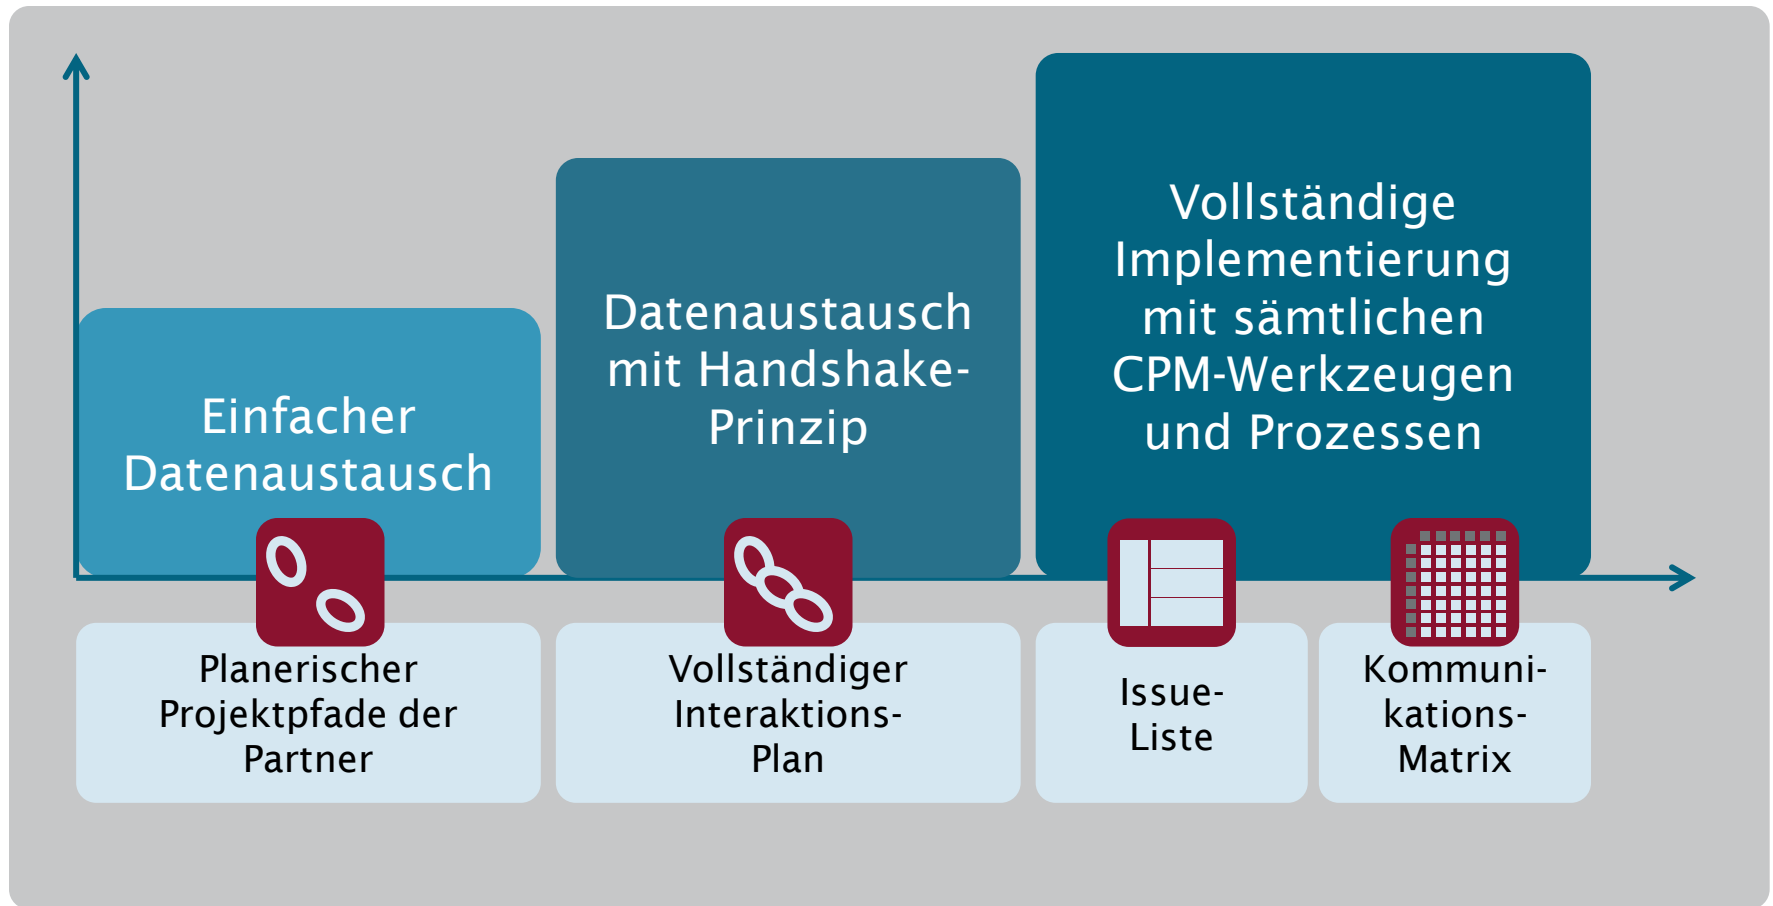 Einfacher
Datenaustausch
Datenaustausch
mit Handshake-
Prinzip
Vollständige
Implementierung
mit sämtlichen
CPM-Werkzeugen
und Prozessen
Planerischer
Projektpfade der
Partner
Vollständiger
Interaktions-
Plan
Issue-
Liste
Kommuni-
kations-
Matrix